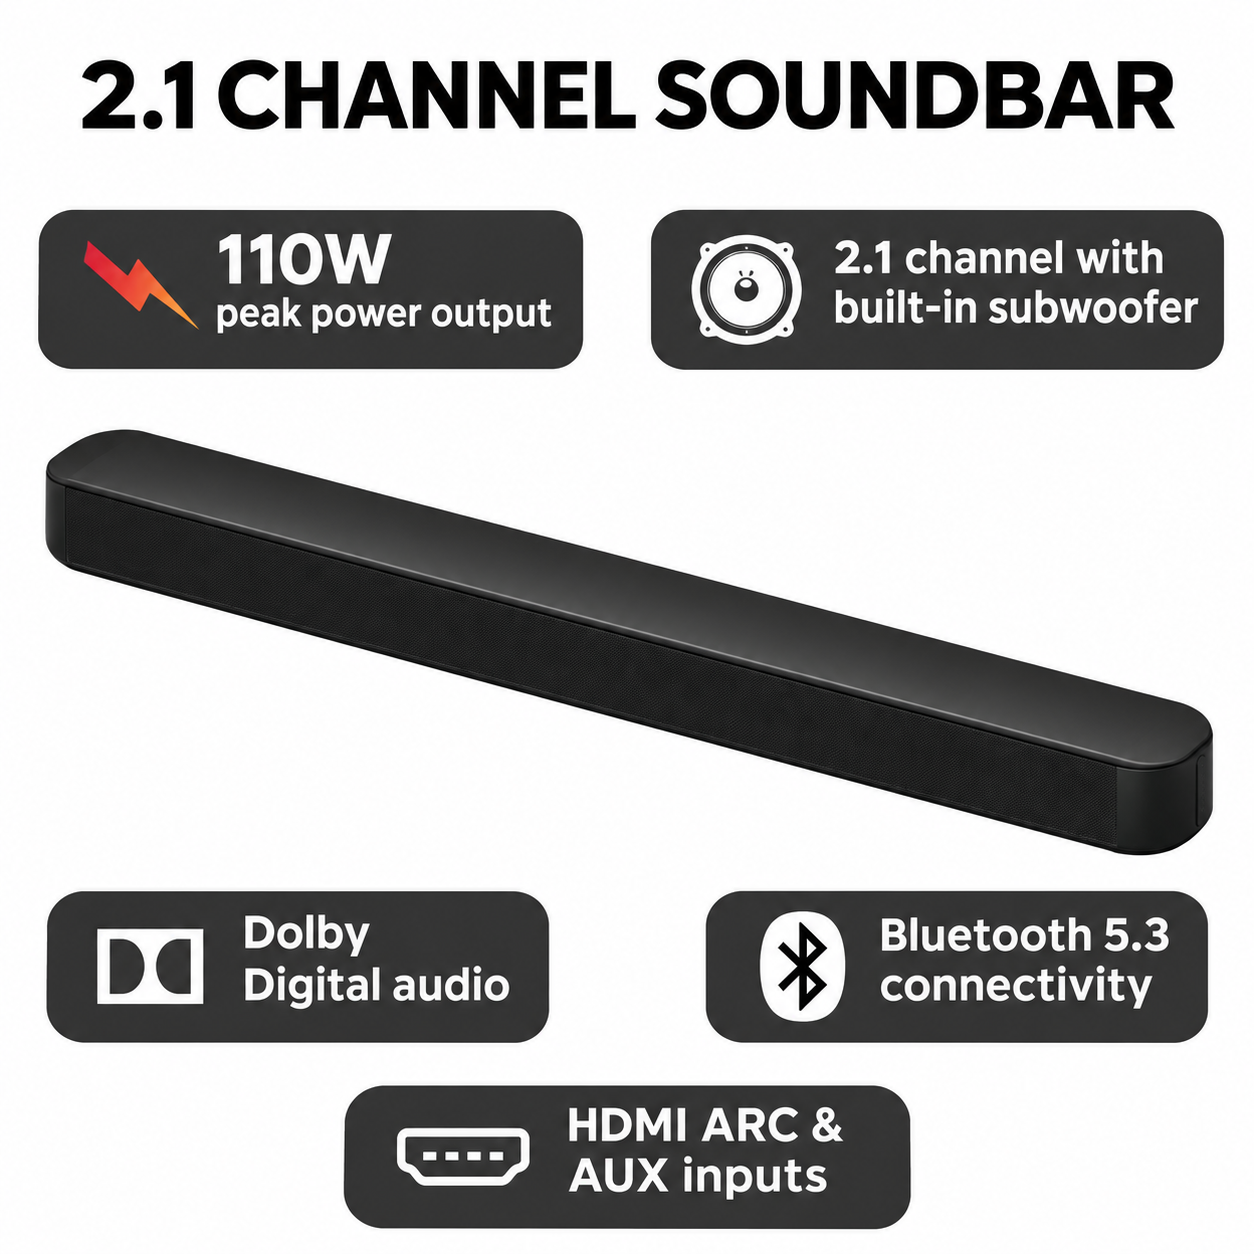 2.1 CHANNEL SOUNDBAR
110W
peak power output
2.1 channel with
built-in subwoofer
Dolby
Digital audio
Bluetooth 5.3
connectivity
HDMI ARC &
AUX inputs